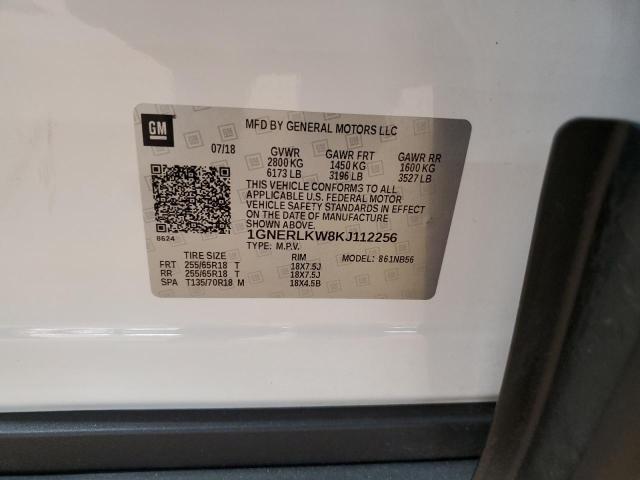 GM
MFD BY GENERAL MOTORS LLC
07/18 GVWR GAWR FRT GAWR RR
2800 KG 1450 KG 1600 KG
6173 LB 3196 LB 3527 LB
THIS VEHICLE CONFORMS TO ALL
APPLICABLE U.S. FEDERAL MOTOR
VEHICLE SAFETY STANDARDS IN EFFECT
ON THE DATE OF MANUFACTURE
SHOWN ABOVE.
8624
1GNERLKW8KJ112256
TYPE: M.P.V. MODEL: 861NB56
TIRE SIZE RIM
FRT 255/65R18 T 18X7.5J
RR 255/65R18 T 18X7.5J
SPA T135/70R18 M 18X4.5B